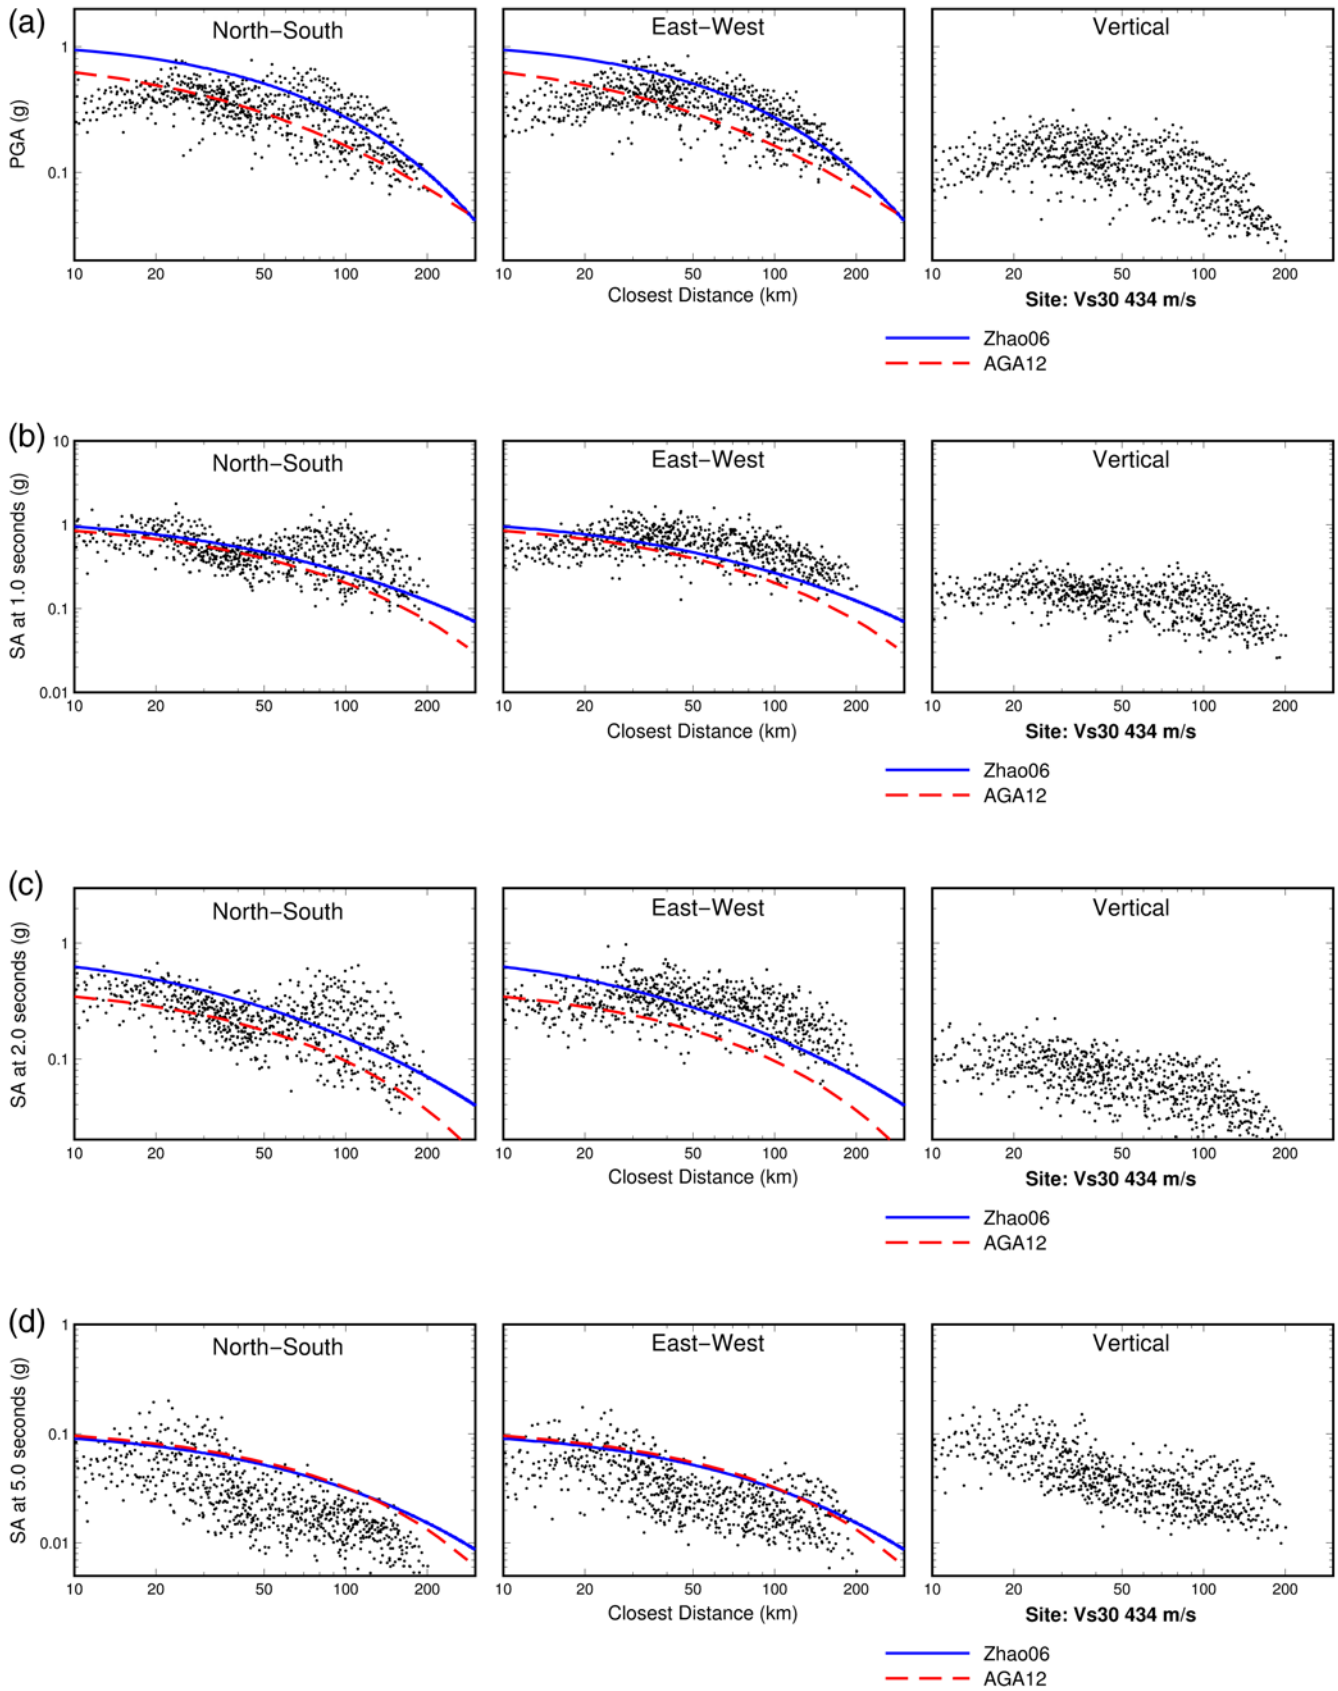 (a)
North−South
East−West
Vertical
PGA (g)
1
0.1
10 20 50 100 200
10 20 50 100 200
10 20 50 100 200
Closest Distance (km)
Site: Vs30 434 m/s
Zhao06
AGA12
(b)
North−South
East−West
Vertical
SA at 1.0 seconds (g)
10
1
0.1
0.01
10 20 50 100 200
10 20 50 100 200
10 20 50 100 200
Closest Distance (km)
Site: Vs30 434 m/s
Zhao06
AGA12
(c)
North−South
East−West
Vertical
SA at 2.0 seconds (g)
1
0.1
10 20 50 100 200
10 20 50 100 200
10 20 50 100 200
Closest Distance (km)
Site: Vs30 434 m/s
Zhao06
AGA12
(d)
North−South
East−West
Vertical
SA at 5.0 seconds (g)
1
0.1
0.01
10 20 50 100 200
10 20 50 100 200
10 20 50 100 200
Closest Distance (km)
Site: Vs30 434 m/s
Zhao06
AGA12